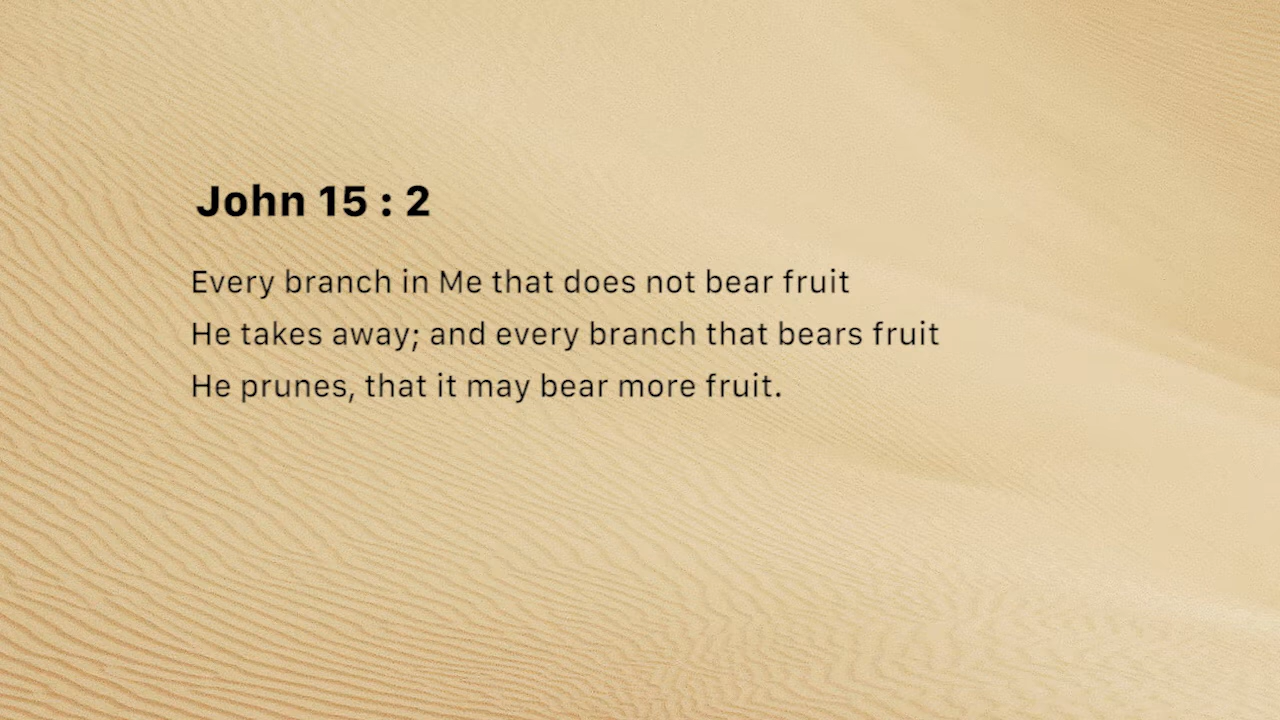 John 15 : 2
Every branch in Me that does not bear fruit
He takes away; and every branch that bears fruit
He prunes, that it may bear more fruit.